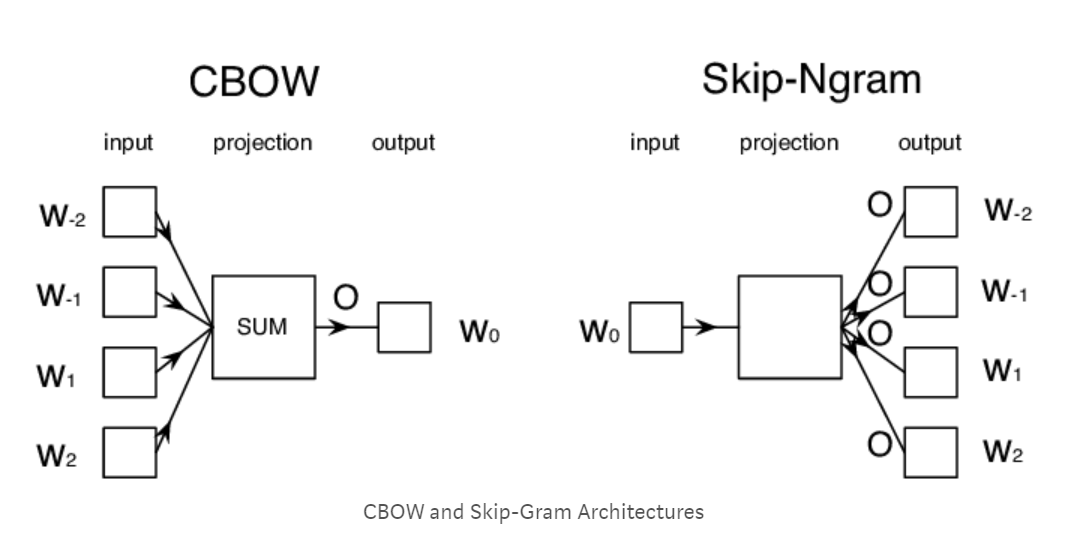 CBOW
input projection output
W-2
W-1
W1
W2
SUM
O
W0
Skip-Ngram
input projection output
W0
O
O
O
O
W-2
W-1
W1
W2
CBOW and Skip-Gram Architectures